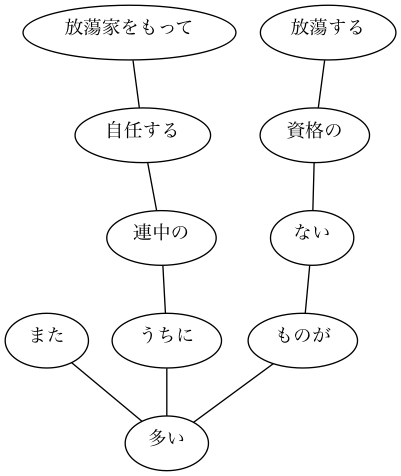 放蕩家をもって
放蕩する
自任する
資格の
連中の
ない
また
うちに
ものが
多い